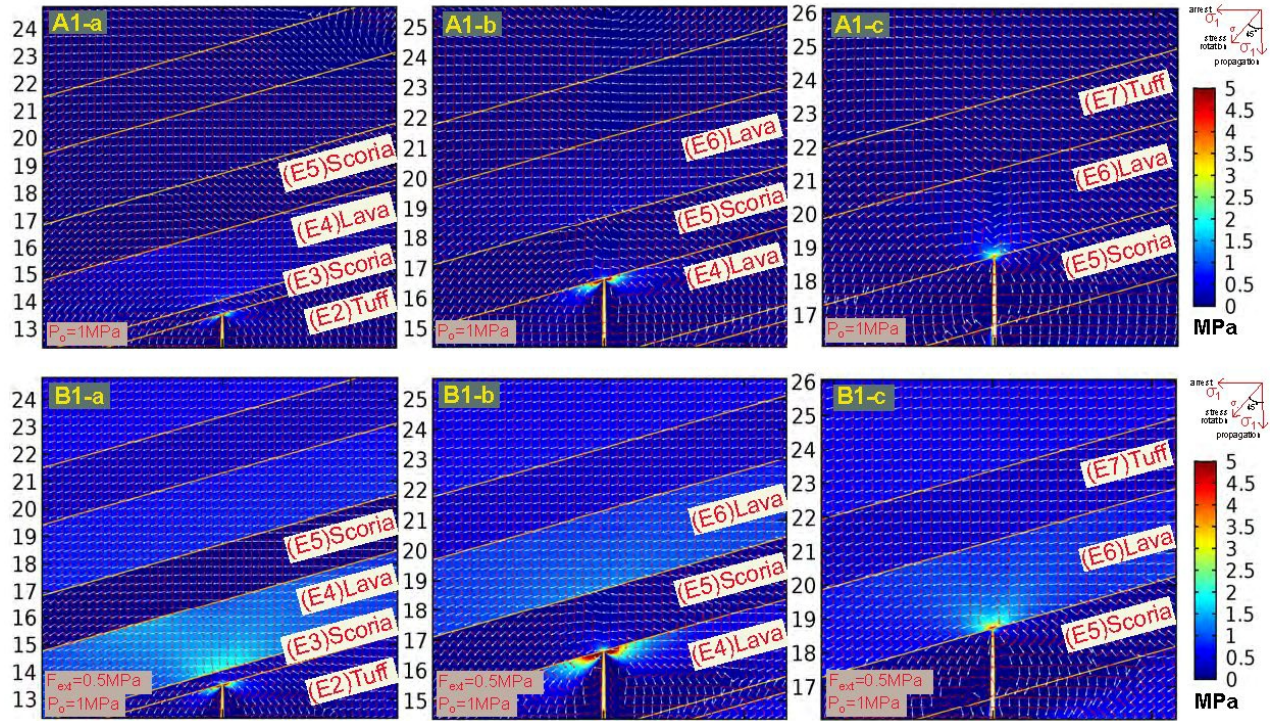 A1-a
24
23
22
21
20
19
18
17
16
15
14
13
(E5)Scoria
(E4)Lava
(E3)Scoria
(E2)Tuff
Po=1MPa
A1-b
25
24
23
22
21
20
19
18
17
16
15
(E6)Lava
(E5)Scoria
(E4)Lava
Po=1MPa
A1-c
26
25
24
23
22
21
20
19
18
17
(E7)Tuff
(E6)Lava
(E5)Scoria
Po=1MPa
arrest
σ1
σ
45°
stress
rotation
σ1
propagation
5
4.5
4
3.5
3
2.5
2
1.5
1
0.5
0
MPa
B1-a
24
23
22
21
20
19
18
17
16
15
14
13
(E5)Scoria
(E4)Lava
(E3)Scoria
(E2)Tuff
Fext=0.5MPa
Po=1MPa
B1-b
25
24
23
22
21
20
19
18
17
16
15
(E6)Lava
(E5)Scoria
(E4)Lava
Fext=0.5MPa
Po=1MPa
B1-c
26
25
24
23
22
21
20
19
18
17
(E7)Tuff
(E6)Lava
(E5)Scoria
Fext=0.5MPa
Po=1MPa
arrest
σ1
σ
45°
stress
rotation
σ1
propagation
5
4.5
4
3.5
3
2.5
2
1.5
1
0.5
0
MPa